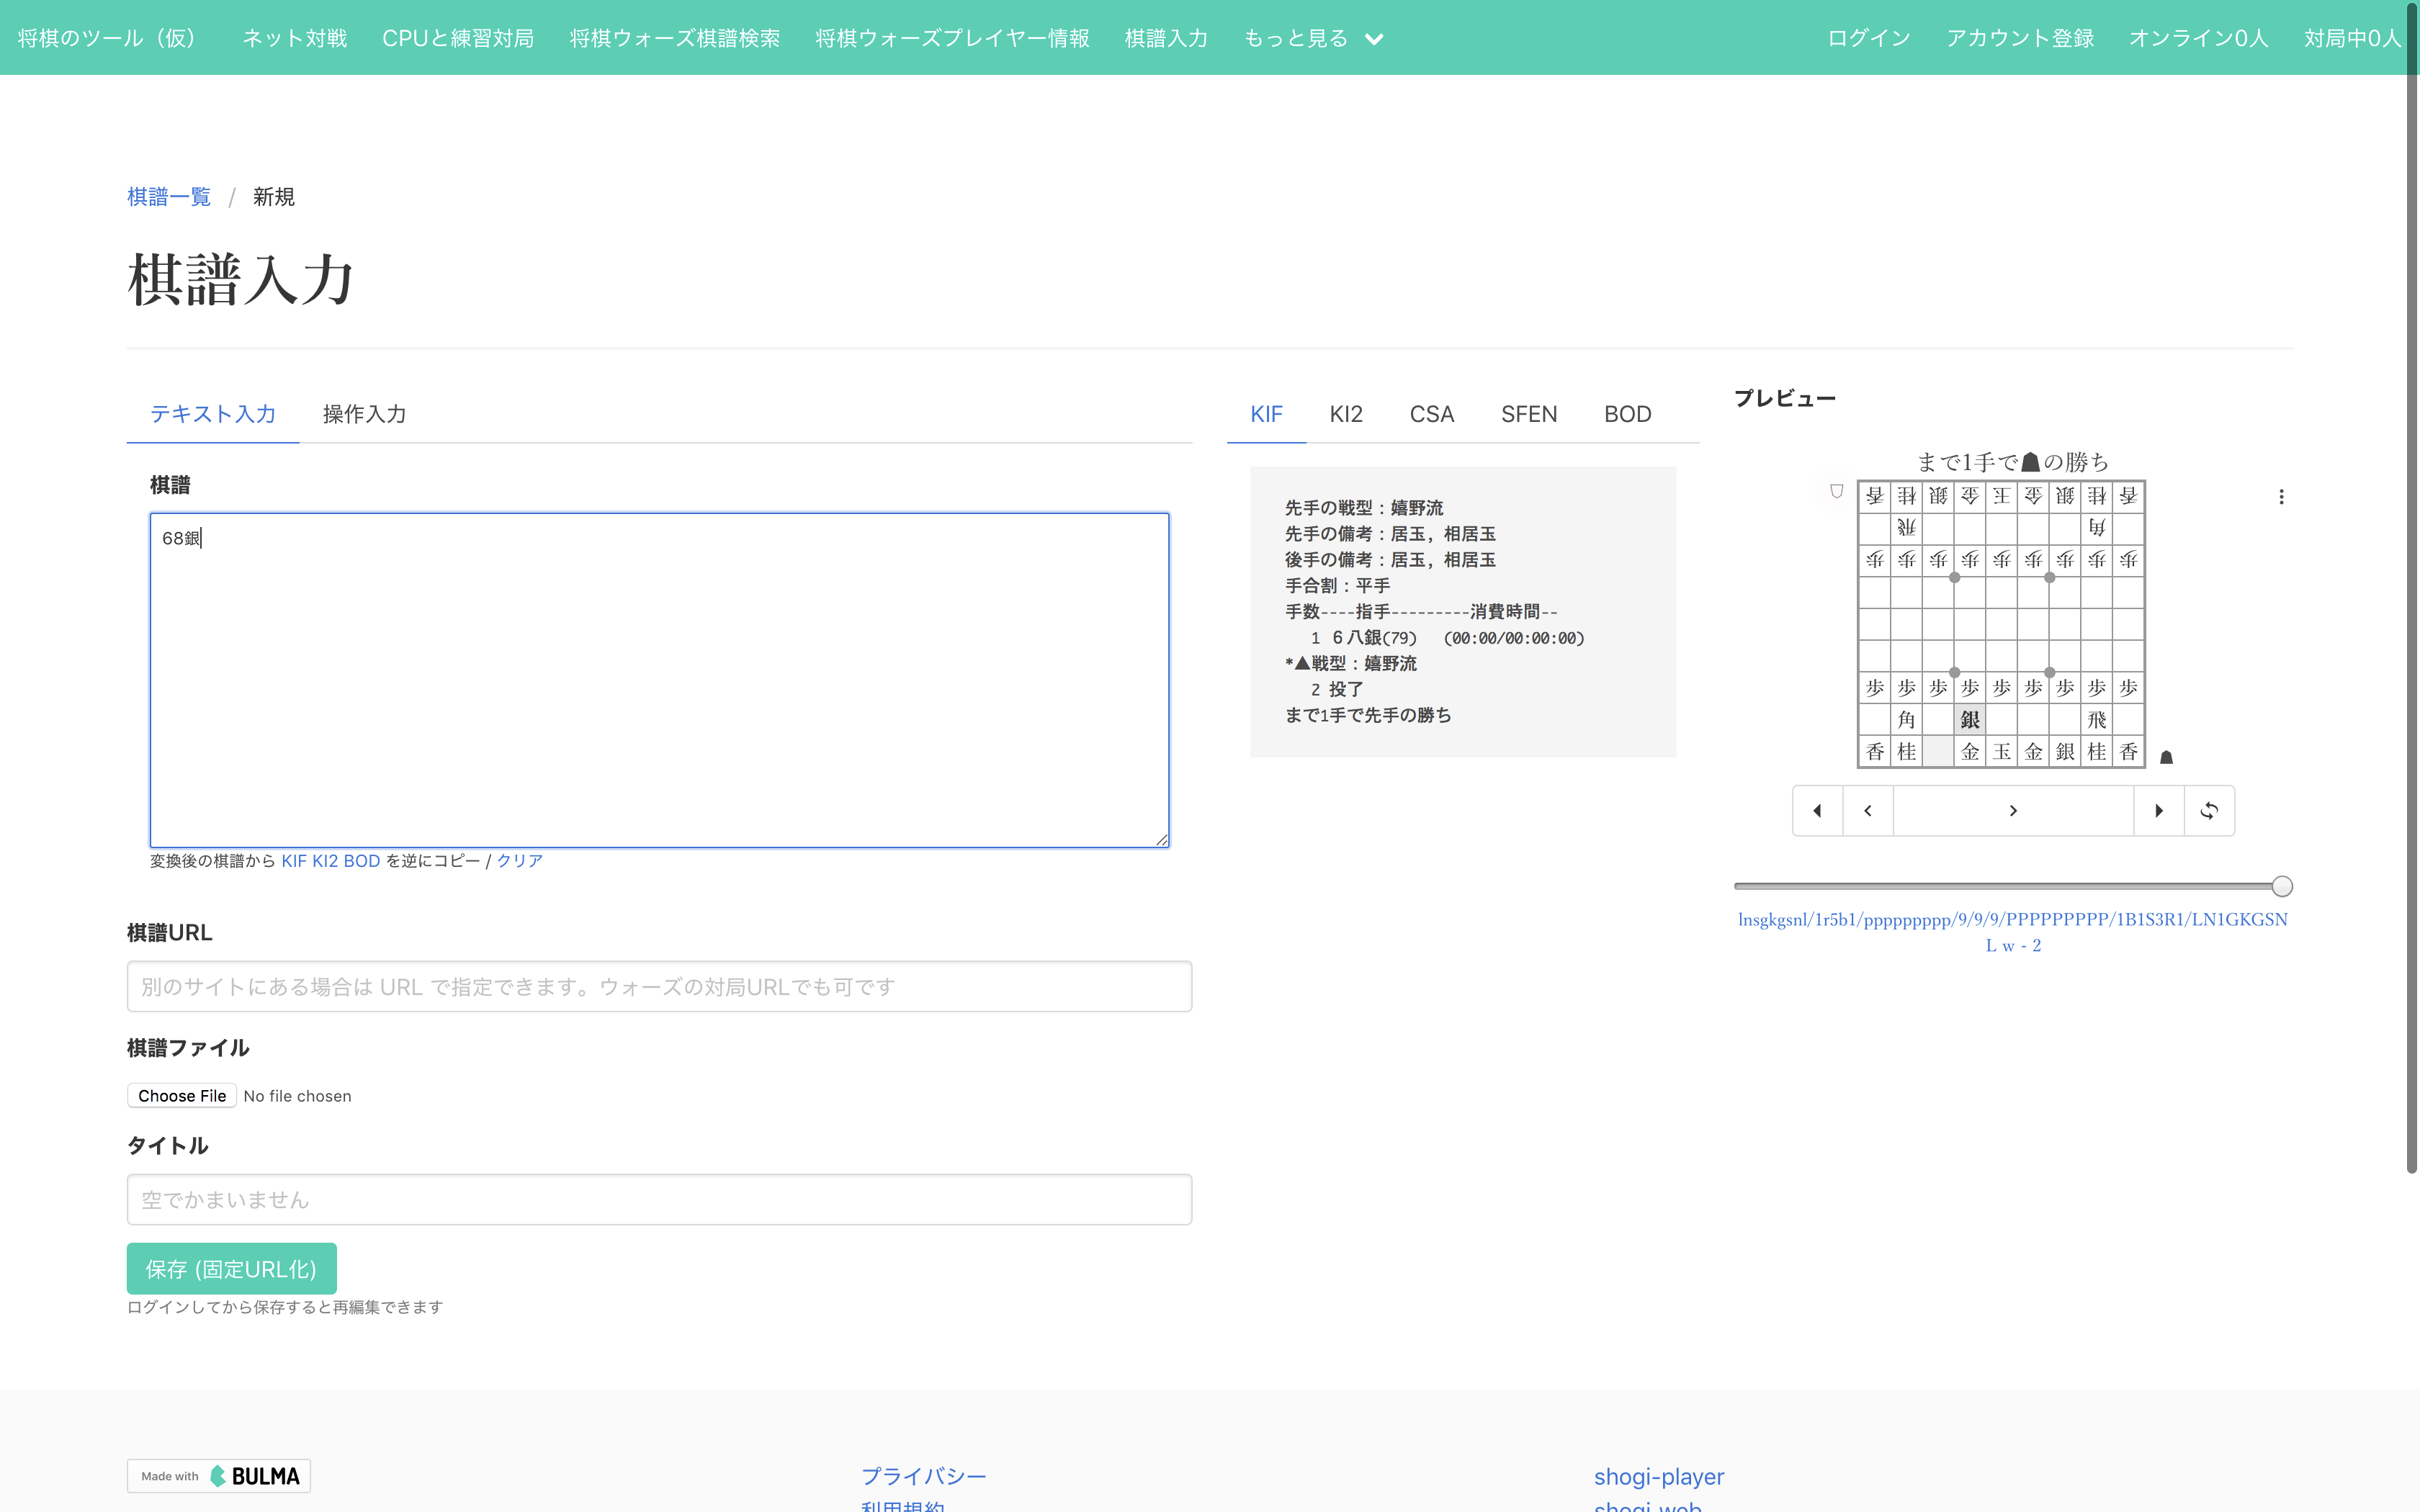 将棋のツール（仮） ネット対戦 CPUと練習対局 将棋ウォーズ棋譜検索 将棋ウォーズプレイヤー情報 棋譜入力 もっと見る ログイン アカウント登録 オンライン0人 対局中0人
棋譜一覧 / 新規
棋譜入力
テキスト入力 操作入力
棋譜
68銀
変換後の棋譜から KIF KI2 BOD を逆にコピー / クリア
棋譜URL
別のサイトにある場合は URL で指定できます。ウォーズの対局URLでも可です
棋譜ファイル
Choose File No file chosen
タイトル
空でかまいません
保存 (固定URL化)
ログインしてから保存すると再編集できます
KIF KI2 CSA SFEN BOD
先手の戦型：嬉野流
先手の備考：居玉, 相居玉
後手の備考：居玉, 相居玉
手合割：平手
手数----指手---------消費時間--
1 ６八銀(79) (00:00/00:00:00)
*▲戦型：嬉野流
2 投了
まで1手で先手の勝ち
プレビュー
まで1手で☗の勝ち
香桂銀金玉金銀桂香
飛角
歩歩歩歩歩歩歩歩歩
歩歩歩歩歩歩歩歩歩
角銀飛
香桂金玉金銀桂香
lnsgkgsnl/1r5b1/ppppppppp/9/9/9/PPPPPPPPP/1B1S3R1/LN1GKGSN
L w - 2
Made with BULMA
プライバシー
利用規約
shogi-player
shogi-web